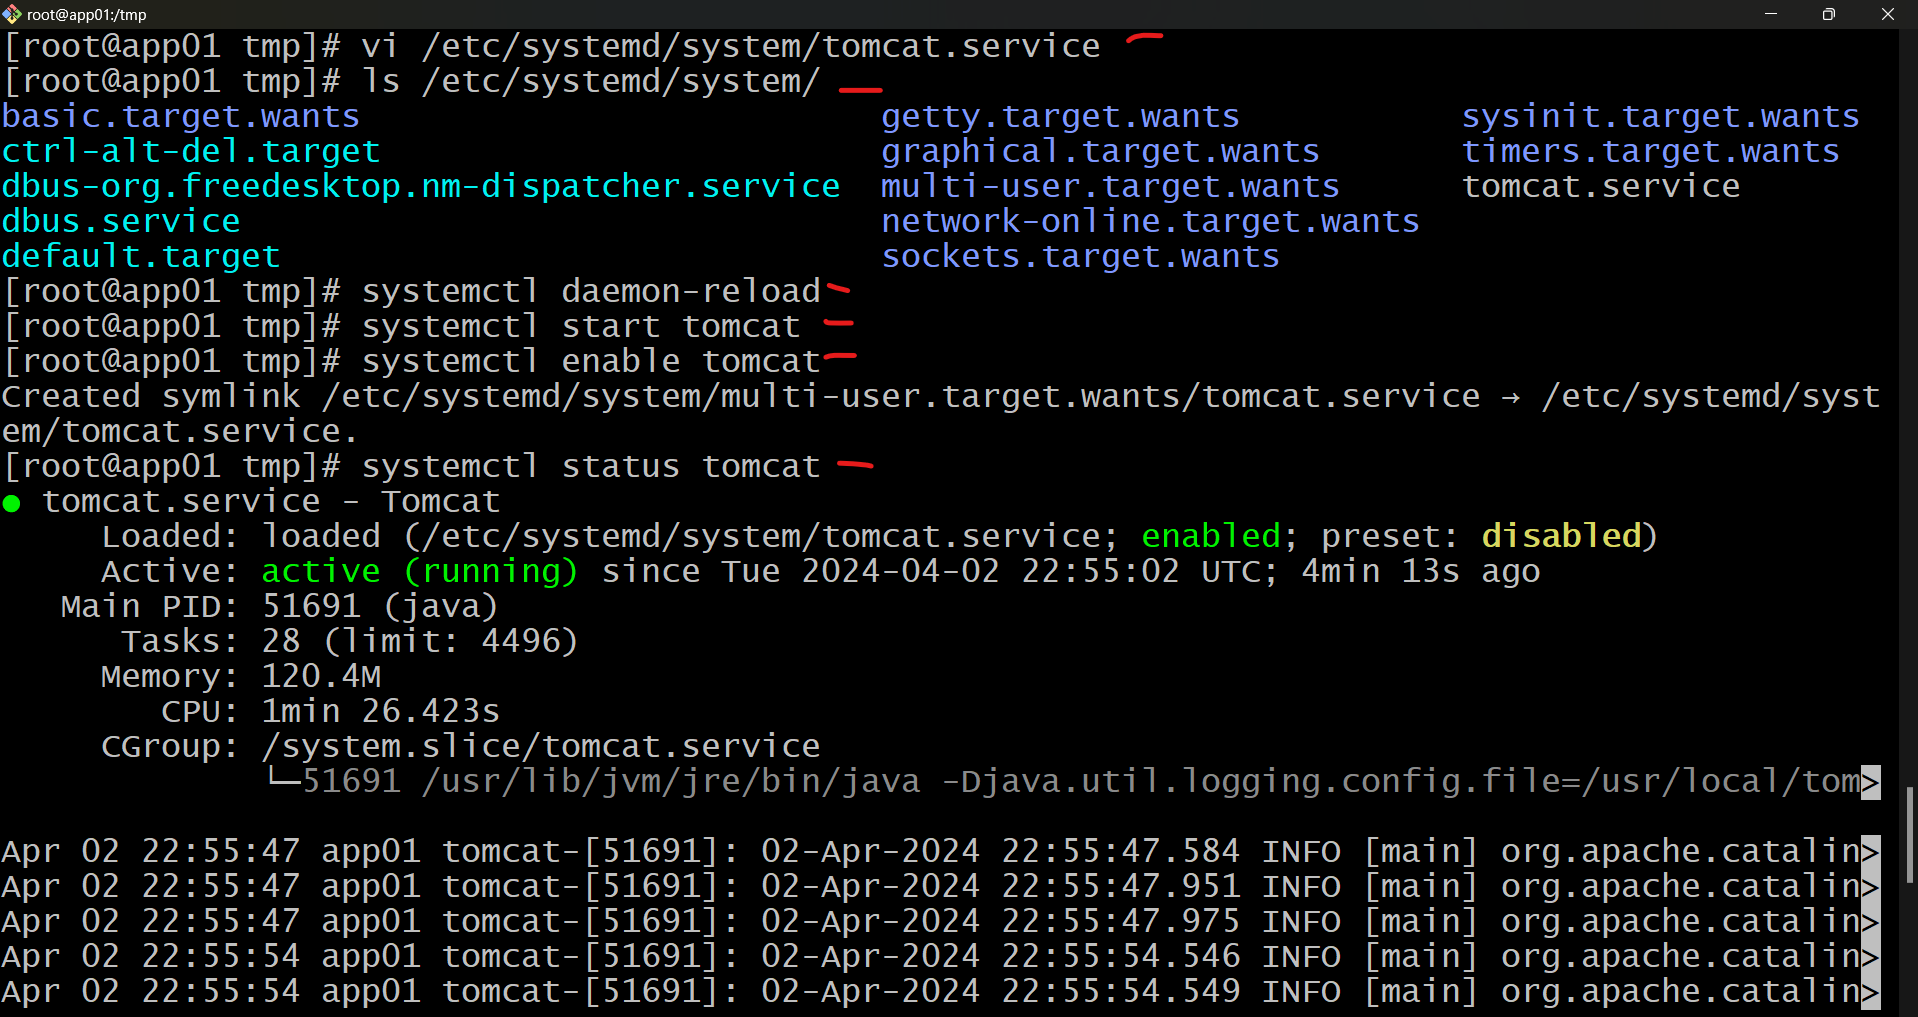 root@app01:/tmp
[root@app01 tmp]# vi /etc/systemd/system/tomcat.service
[root@app01 tmp]# ls /etc/systemd/system/
basic.target.wants getty.target.wants sysinit.target.wants
ctrl-alt-del.target graphical.target.wants timers.target.wants
dbus-org.freedesktop.nm-dispatcher.service multi-user.target.wants tomcat.service
dbus.service network-online.target.wants
default.target sockets.target.wants
[root@app01 tmp]# systemctl daemon-reload
[root@app01 tmp]# systemctl start tomcat
[root@app01 tmp]# systemctl enable tomcat
Created symlink /etc/systemd/system/multi-user.target.wants/tomcat.service → /etc/systemd/syst
em/tomcat.service.
[root@app01 tmp]# systemctl status tomcat
● tomcat.service - Tomcat
Loaded: loaded (/etc/systemd/system/tomcat.service; enabled; preset: disabled)
Active: active (running) since Tue 2024-04-02 22:55:02 UTC; 4min 13s ago
Main PID: 51691 (java)
Tasks: 28 (limit: 4496)
Memory: 120.4M
CPU: 1min 26.423s
CGroup: /system.slice/tomcat.service
└─51691 /usr/lib/jvm/jre/bin/java -Djava.util.logging.config.file=/usr/local/tom>
Apr 02 22:55:47 app01 tomcat-[51691]: 02-Apr-2024 22:55:47.584 INFO [main] org.apache.catalin>
Apr 02 22:55:47 app01 tomcat-[51691]: 02-Apr-2024 22:55:47.951 INFO [main] org.apache.catalin>
Apr 02 22:55:47 app01 tomcat-[51691]: 02-Apr-2024 22:55:47.975 INFO [main] org.apache.catalin>
Apr 02 22:55:54 app01 tomcat-[51691]: 02-Apr-2024 22:55:54.546 INFO [main] org.apache.catalin>
Apr 02 22:55:54 app01 tomcat-[51691]: 02-Apr-2024 22:55:54.549 INFO [main] org.apache.catalin>